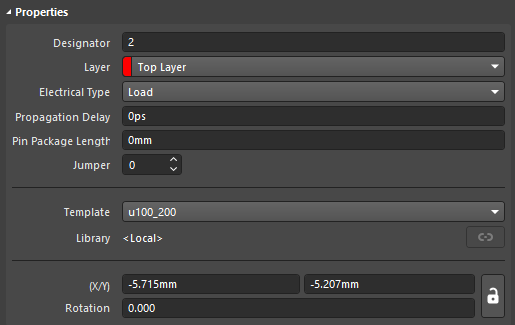 Properties
Designator 2
Layer Top Layer
Electrical Type Load
Propagation Delay 0ps
Pin Package Length 0mm
Jumper 0
Template u100_200
Library <Local>
(X/Y) -5.715mm -5.207mm
Rotation 0.000